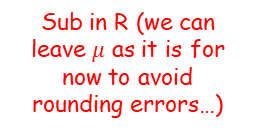 Sub in R (we can
leave μ as it is for
now to avoid
rounding errors…)